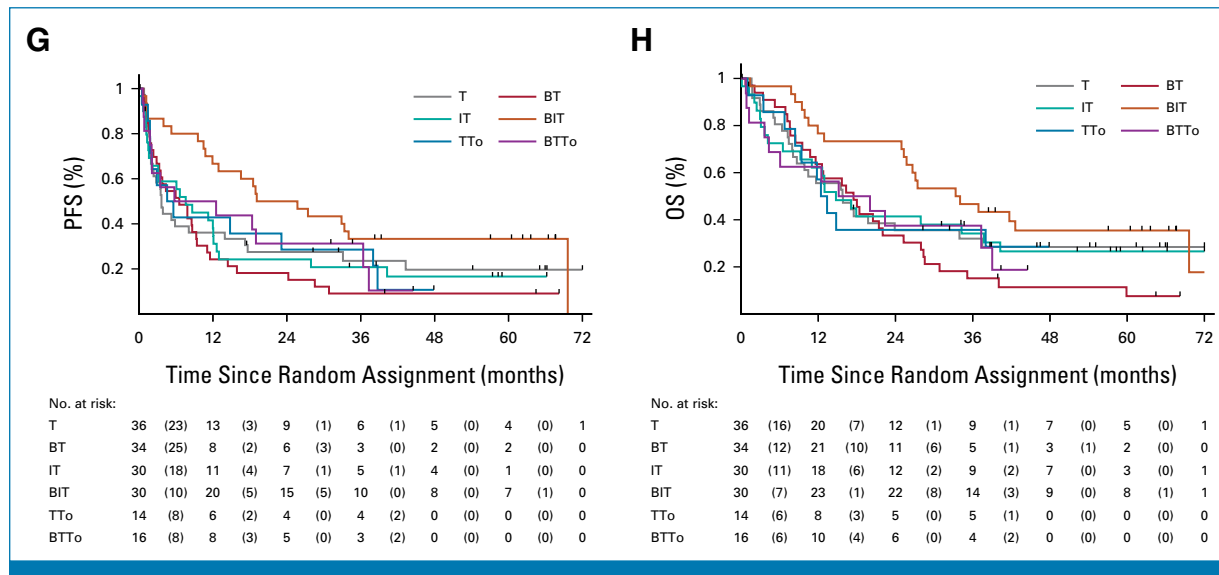 G
PFS (%)
1
0.8
0.6
0.4
0.2
T BT
IT BIT
TTo BTTo
0 12 24 36 48 60 72
Time Since Random Assignment (months)
No. at risk:
T 36 (23) 13 (3) 9 (1) 6 (1) 5 (0) 4 (0) 1
BT 34 (25) 8 (2) 6 (3) 3 (0) 2 (0) 2 (0) 0
IT 30 (18) 11 (4) 7 (1) 5 (1) 4 (0) 1 (0) 0
BIT 30 (10) 20 (5) 15 (5) 10 (0) 8 (0) 7 (1) 0
TTo 14 (8) 6 (2) 4 (0) 4 (2) 0 (0) 0 (0) 0
BTTo 16 (8) 8 (3) 5 (0) 3 (2) 0 (0) 0 (0) 0
H
OS (%)
1
0.8
0.6
0.4
0.2
T BT
IT BIT
TTo BTTo
0 12 24 36 48 60 72
Time Since Random Assignment (months)
No. at risk:
T 36 (16) 20 (7) 12 (1) 9 (1) 7 (0) 5 (0) 1
BT 34 (12) 21 (10) 11 (6) 5 (1) 3 (1) 2 (0) 0
IT 30 (11) 18 (6) 12 (2) 9 (2) 7 (0) 3 (0) 1
BIT 30 (7) 23 (1) 22 (8) 14 (3) 9 (0) 8 (1) 1
TTo 14 (6) 8 (3) 5 (0) 5 (1) 0 (0) 0 (0) 0
BTTo 16 (6) 10 (4) 6 (0) 4 (2) 0 (0) 0 (0) 0